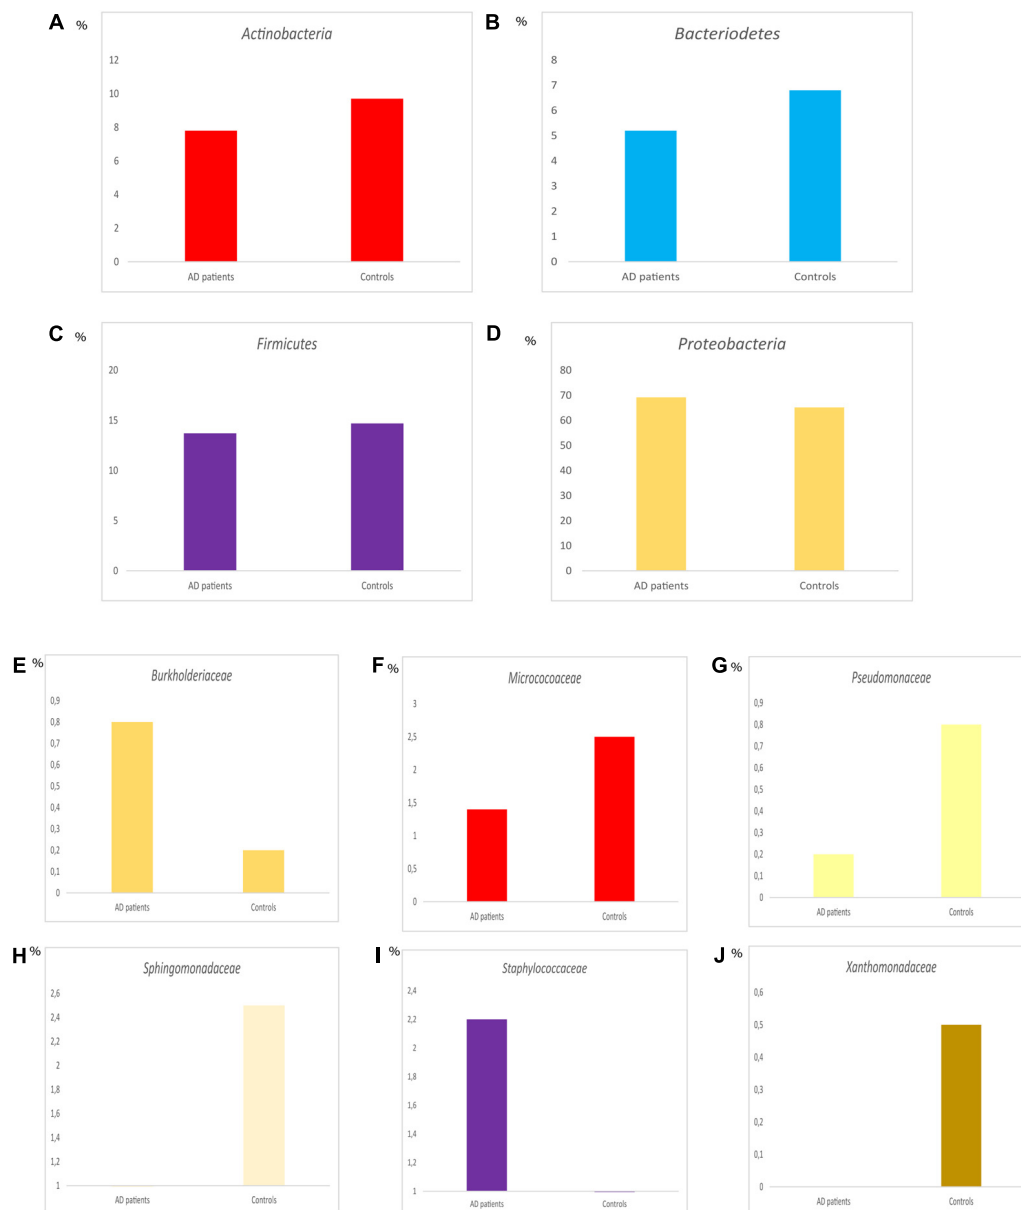 A %
Actinobacteria
12
10
8
6
4
2
0
AD patients Controls
B %
Bacteriodetes
8
7
6
5
4
3
2
1
0
AD patients Controls
C %
Firmicutes
20
15
10
5
0
AD patients Controls
D %
Proteobacteria
80
70
60
50
40
30
20
10
0
AD patients Controls
E %
Burkholderiaceae
0,9
0,8
0,7
0,6
0,5
0,4
0,3
0,2
0,1
0
AD patients Controls
F %
Micrococoaceae
3
2,5
2
1,5
1
0,5
0
AD patients Controls
G %
Pseudomonaceae
0,9
0,8
0,7
0,6
0,5
0,4
0,3
0,2
0,1
0
AD patients Controls
H %
Sphingomonadaceae
2,6
2,4
2,2
2
1,8
1,6
1,4
1,2
1
AD patients Controls
I %
Staphylococcaceae
2,4
2,2
2
1,8
1,6
1,4
1,2
1
AD patients Controls
J %
Xanthomonadaceae
0,6
0,5
0,4
0,3
0,2
0,1
0
AD patients Controls